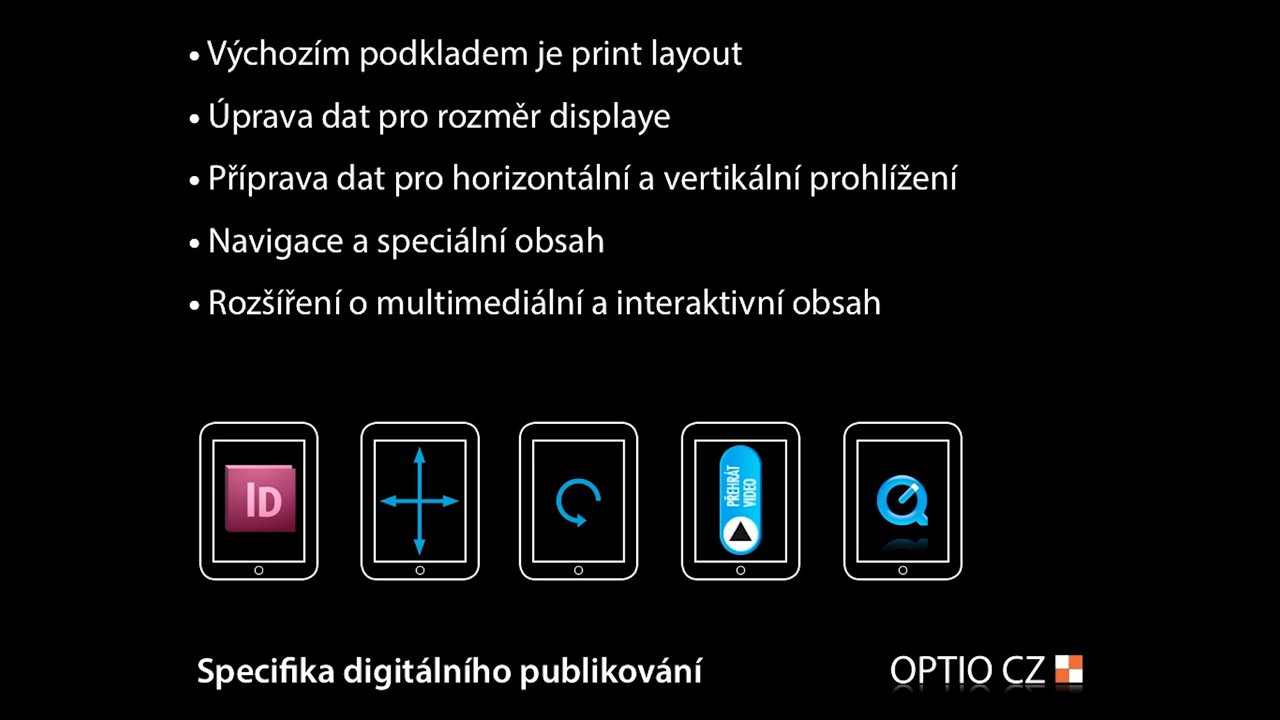 • Výchozím podkladem je print layout
• Úprava dat pro rozměr displaye
• Příprava dat pro horizontální a vertikální prohlížení
• Navigace a speciální obsah
• Rozšíření o multimediální a interaktivní obsah
ID
PŘEHRÁT
VIDEO
Specifika digitálního publikování
OPTIO CZ